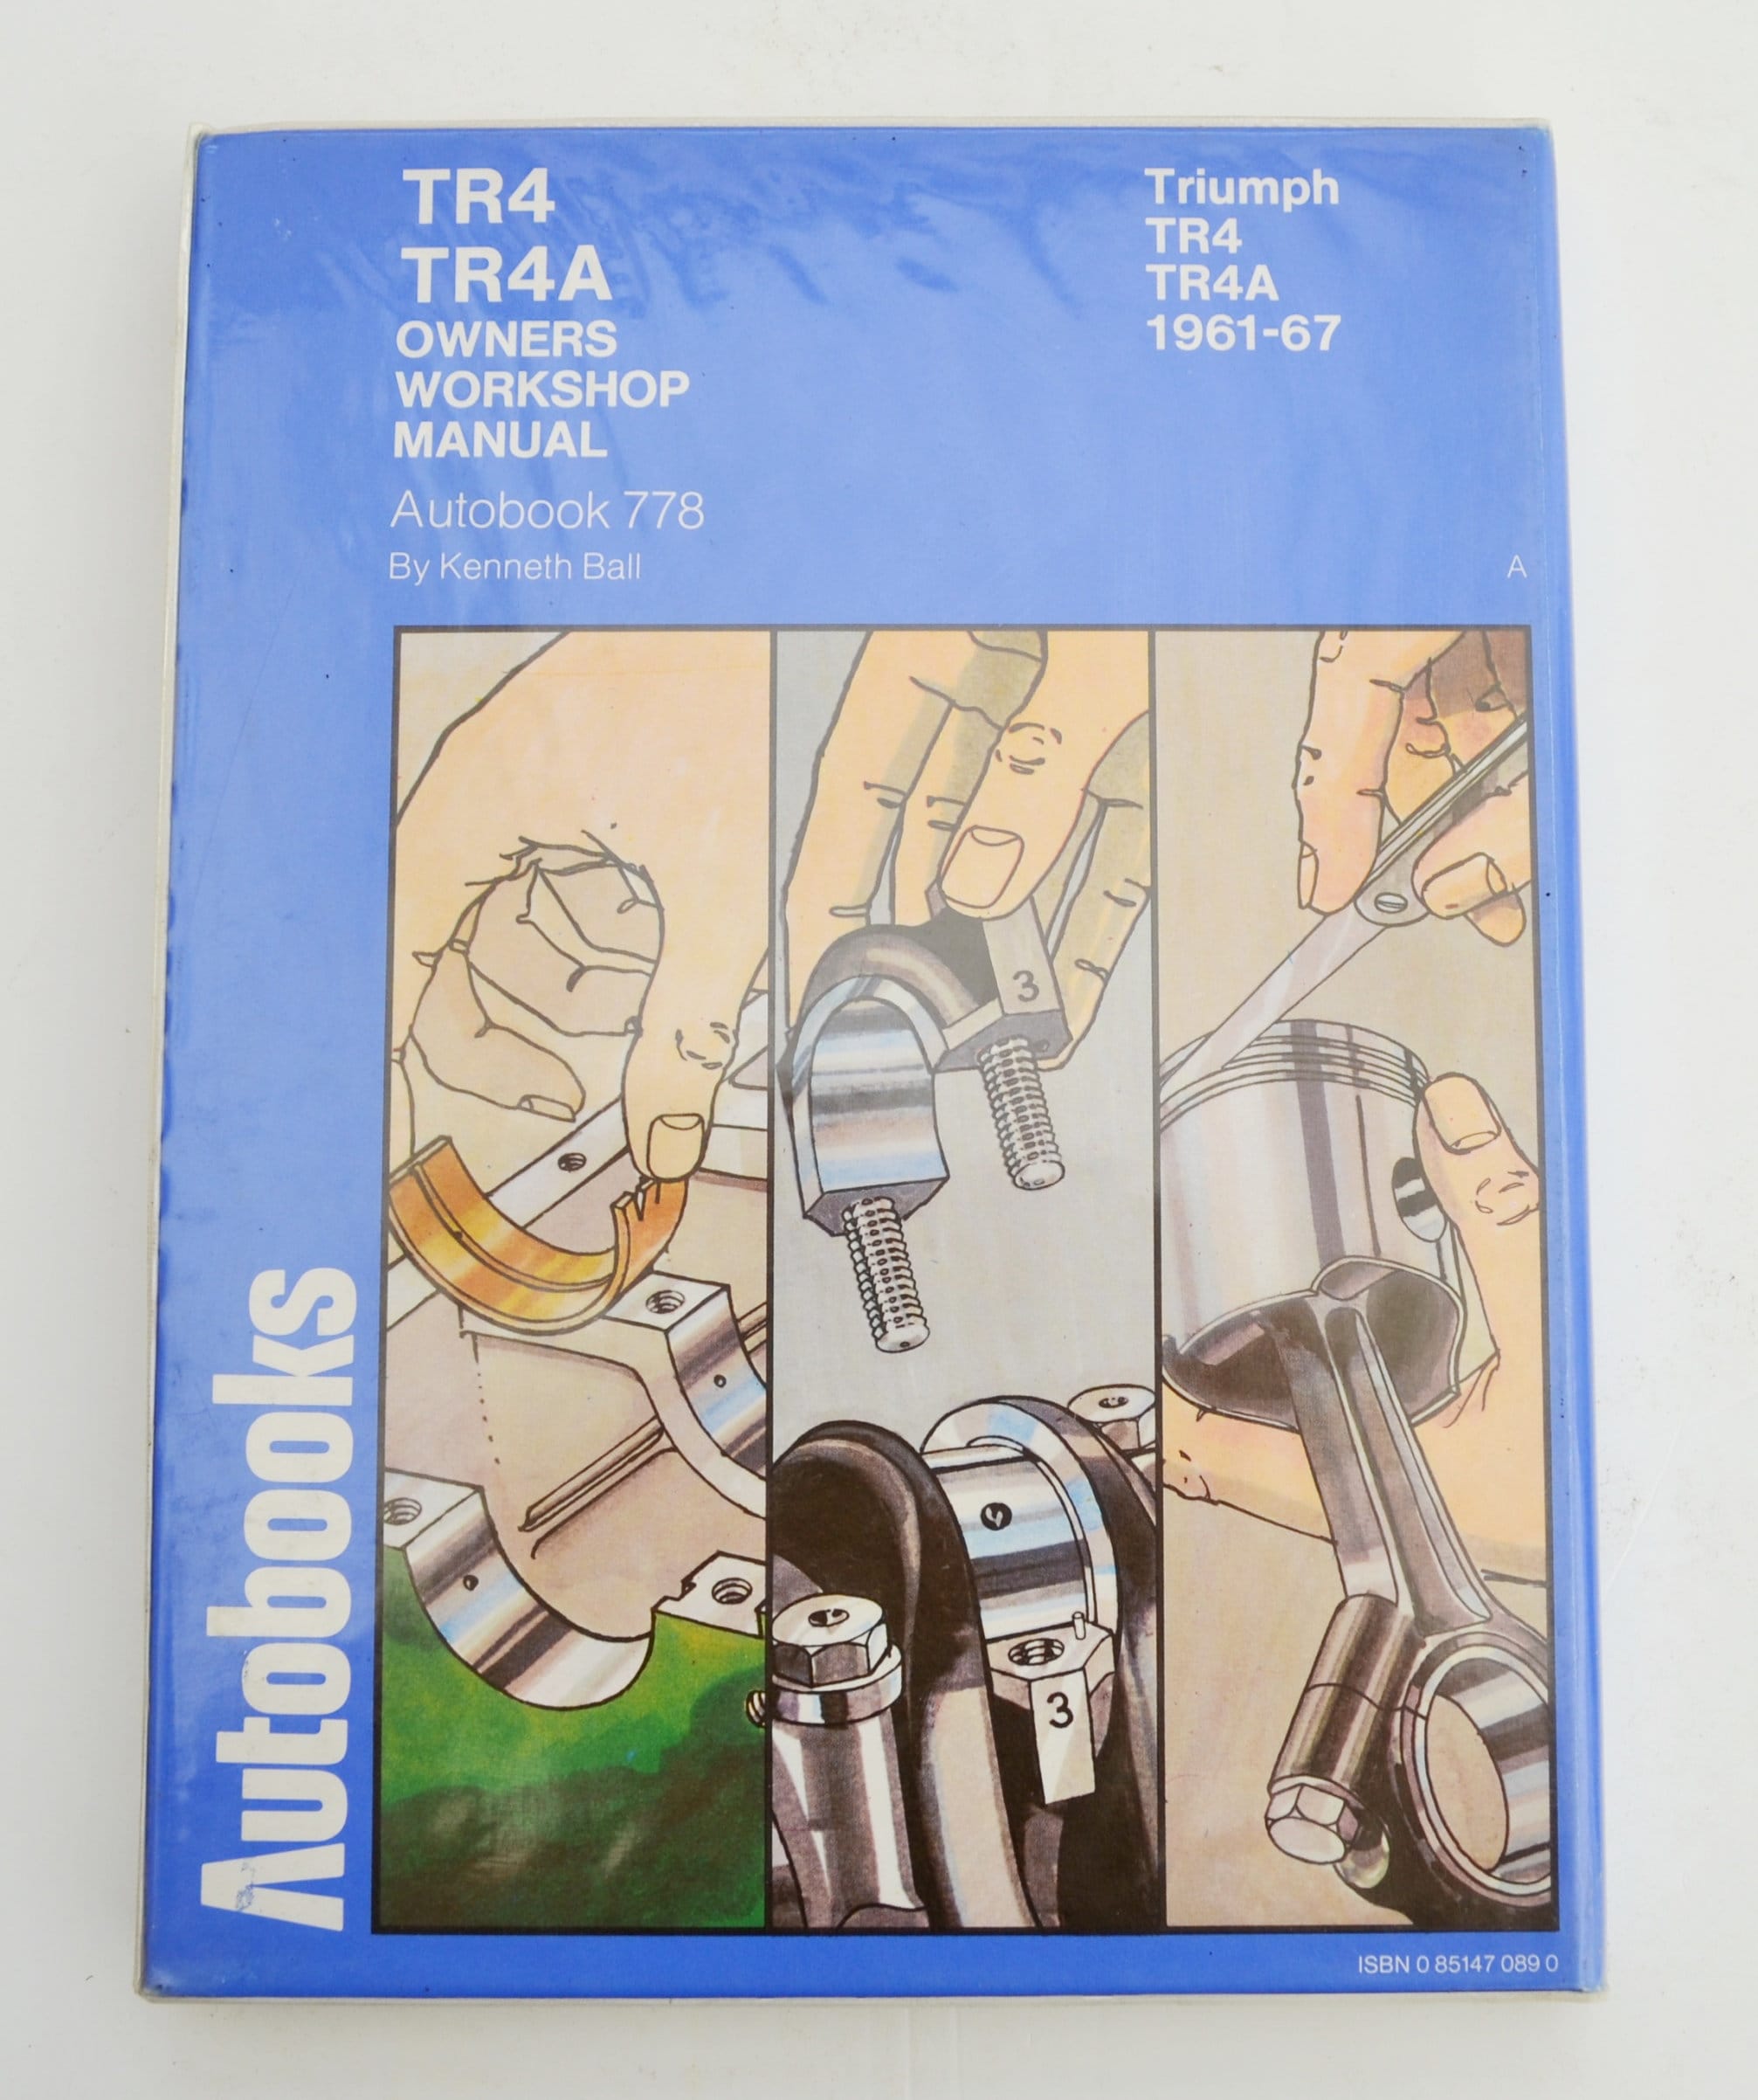 TR4
TR4A
OWNERS
WORKSHOP
MANUAL
Autobook 778
By Kenneth Ball
Triumph
TR4
TR4A
1961-67
A
3
3
Autobooks
ISBN 0 85147 089 0